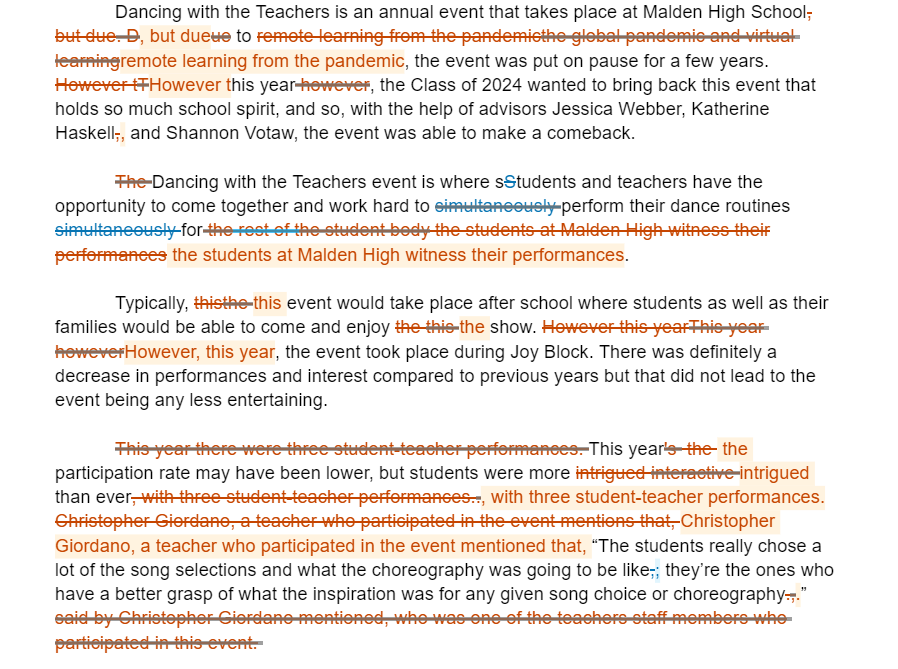 Dancing with the Teachers is an annual event that takes place at Malden High School,
but due. D, but dueue to remote learning from the pandemicthe global pandemic and virtual
learningremote learning from the pandemic, the event was put on pause for a few years.
However tTHowever this year however, the Class of 2024 wanted to bring back this event that
holds so much school spirit, and so, with the help of advisors Jessica Webber, Katherine
Haskell,, and Shannon Votaw, the event was able to make a comeback.
The Dancing with the Teachers event is where sStudents and teachers have the
opportunity to come together and work hard to simultaneously perform their dance routines
simultaneously for the rest of the student body the students at Malden High witness their
performances the students at Malden High witness their performances.
Typically, thisthe this event would take place after school where students as well as their
families would be able to come and enjoy the this the show. However this yearThis year
howeverHowever, this year, the event took place during Joy Block. There was definitely a
decrease in performances and interest compared to previous years but that did not lead to the
event being any less entertaining.
This year there were three student-teacher performances. This year's the the
participation rate may have been lower, but students were more intrigued interactive intrigued
than ever, with three student-teacher performances.., with three student-teacher performances.
Christopher Giordano, a teacher who participated in the event mentions that, Christopher
Giordano, a teacher who participated in the event mentioned that, “The students really chose a
lot of the song selections and what the choreography was going to be like,; they’re the ones who
have a better grasp of what the inspiration was for any given song choice or choreography.,.”
said by Christopher Giordano mentioned, who was one of the teachers staff members who
participated in this event.